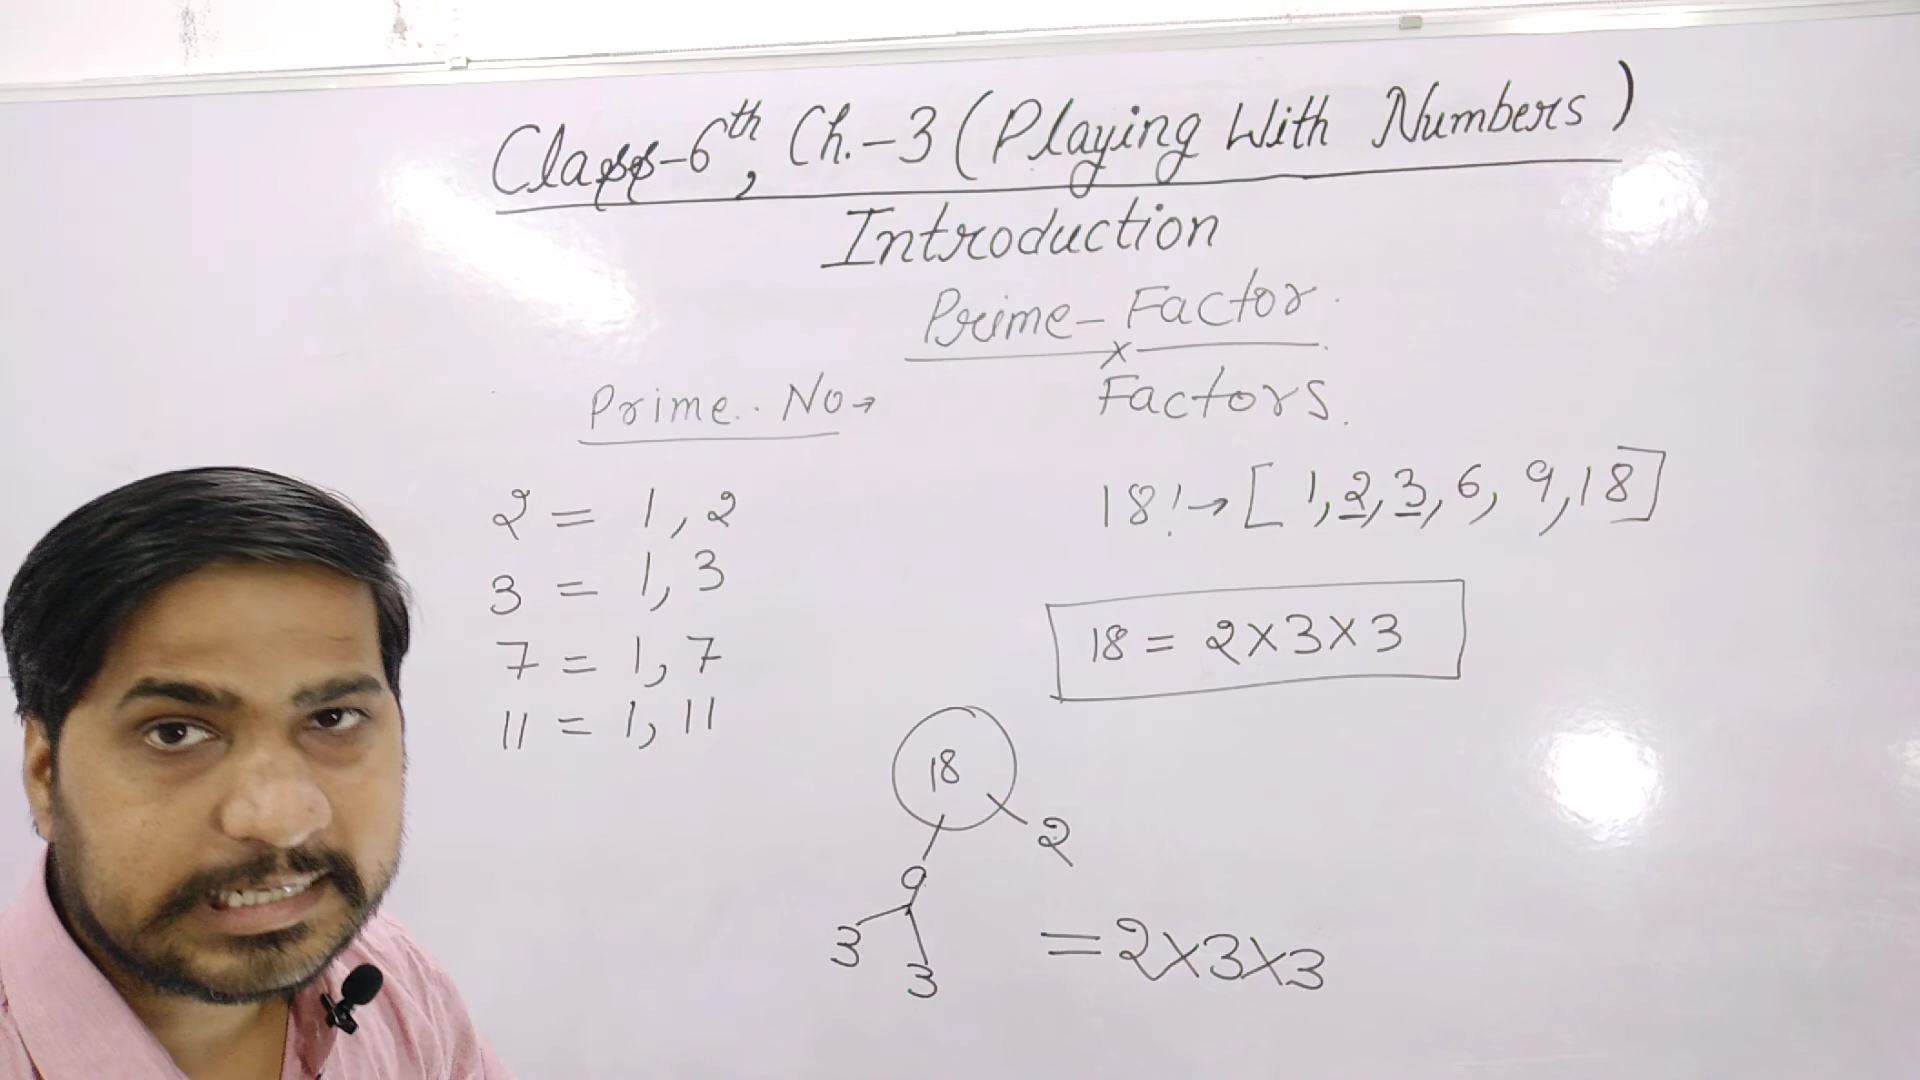 Class-6th, Ch.-3 (Playing With Numbers)
Introduction
Prime-Factor.
x
Prime. No→
Factors.
2 = 1, 2
3 = 1, 3
7 = 1, 7
11 = 1, 11
18!→ [1, 2, 3, 6, 9, 18]
18 = 2×3×3
18
2
9
3
3
=2×3×3